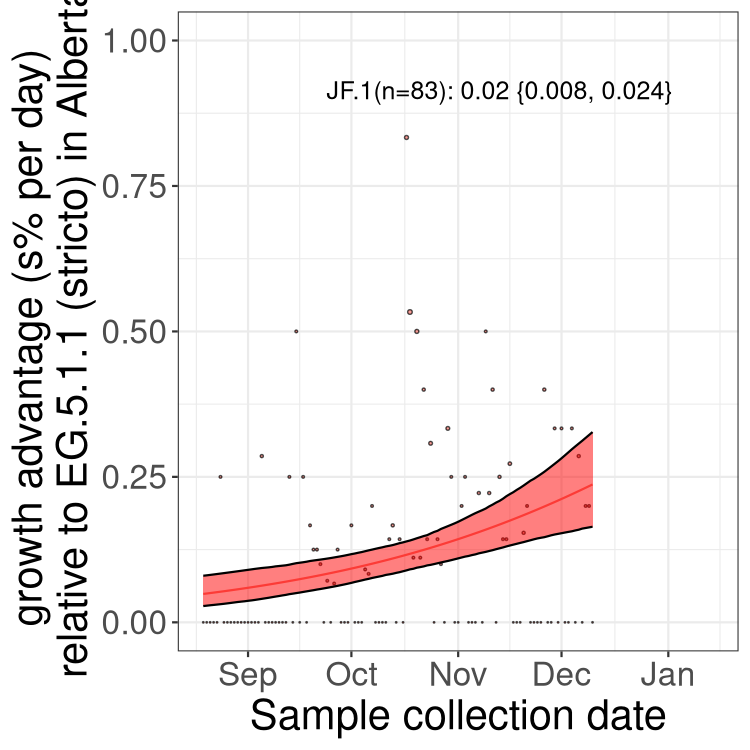 growth advantage (s% per day)
relative to EG.5.1.1 (stricto) in Alberta
1.00
0.75
0.50
0.25
0.00
JF.1(n=83): 0.02 {0.008, 0.024}
Sep Oct Nov Dec Jan
Sample collection date